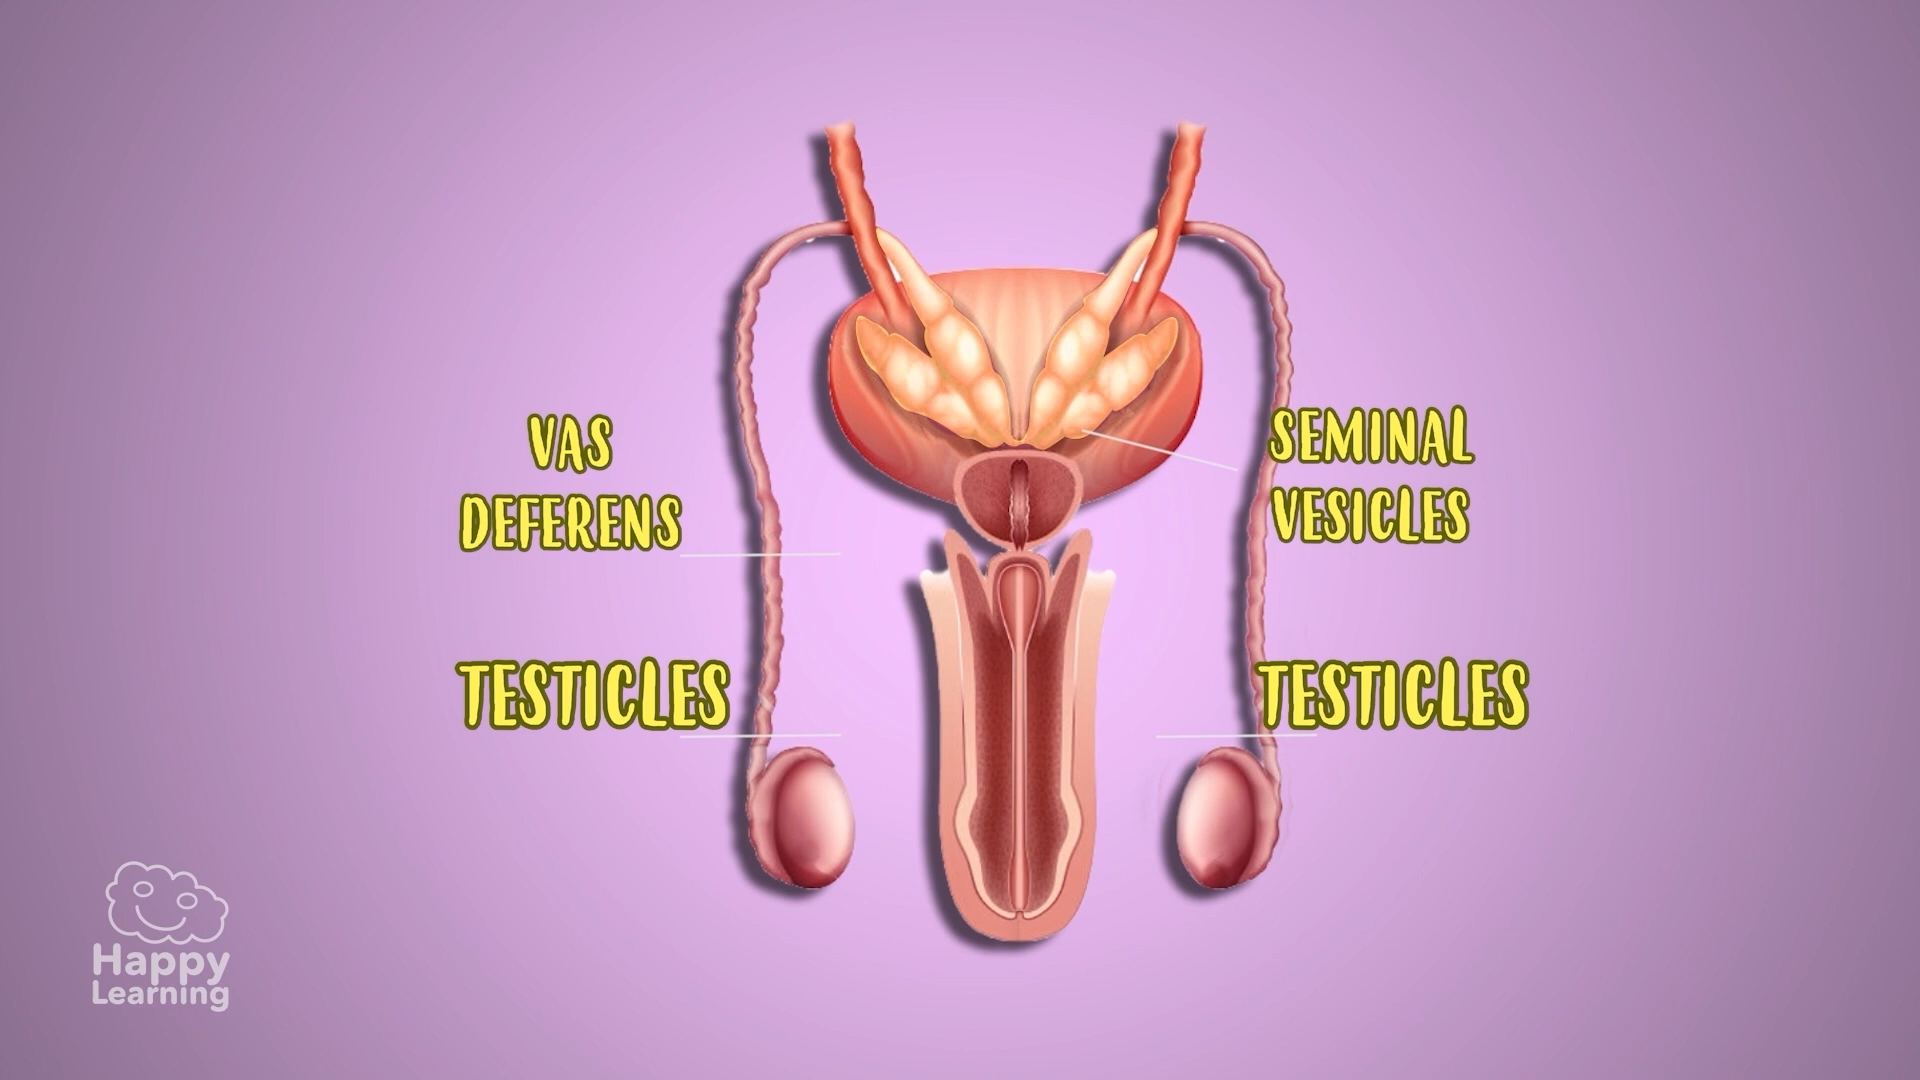 VAS
DEFERENS
SEMINAL
VESICLES
TESTICLES
TESTICLES
Happy
Learning